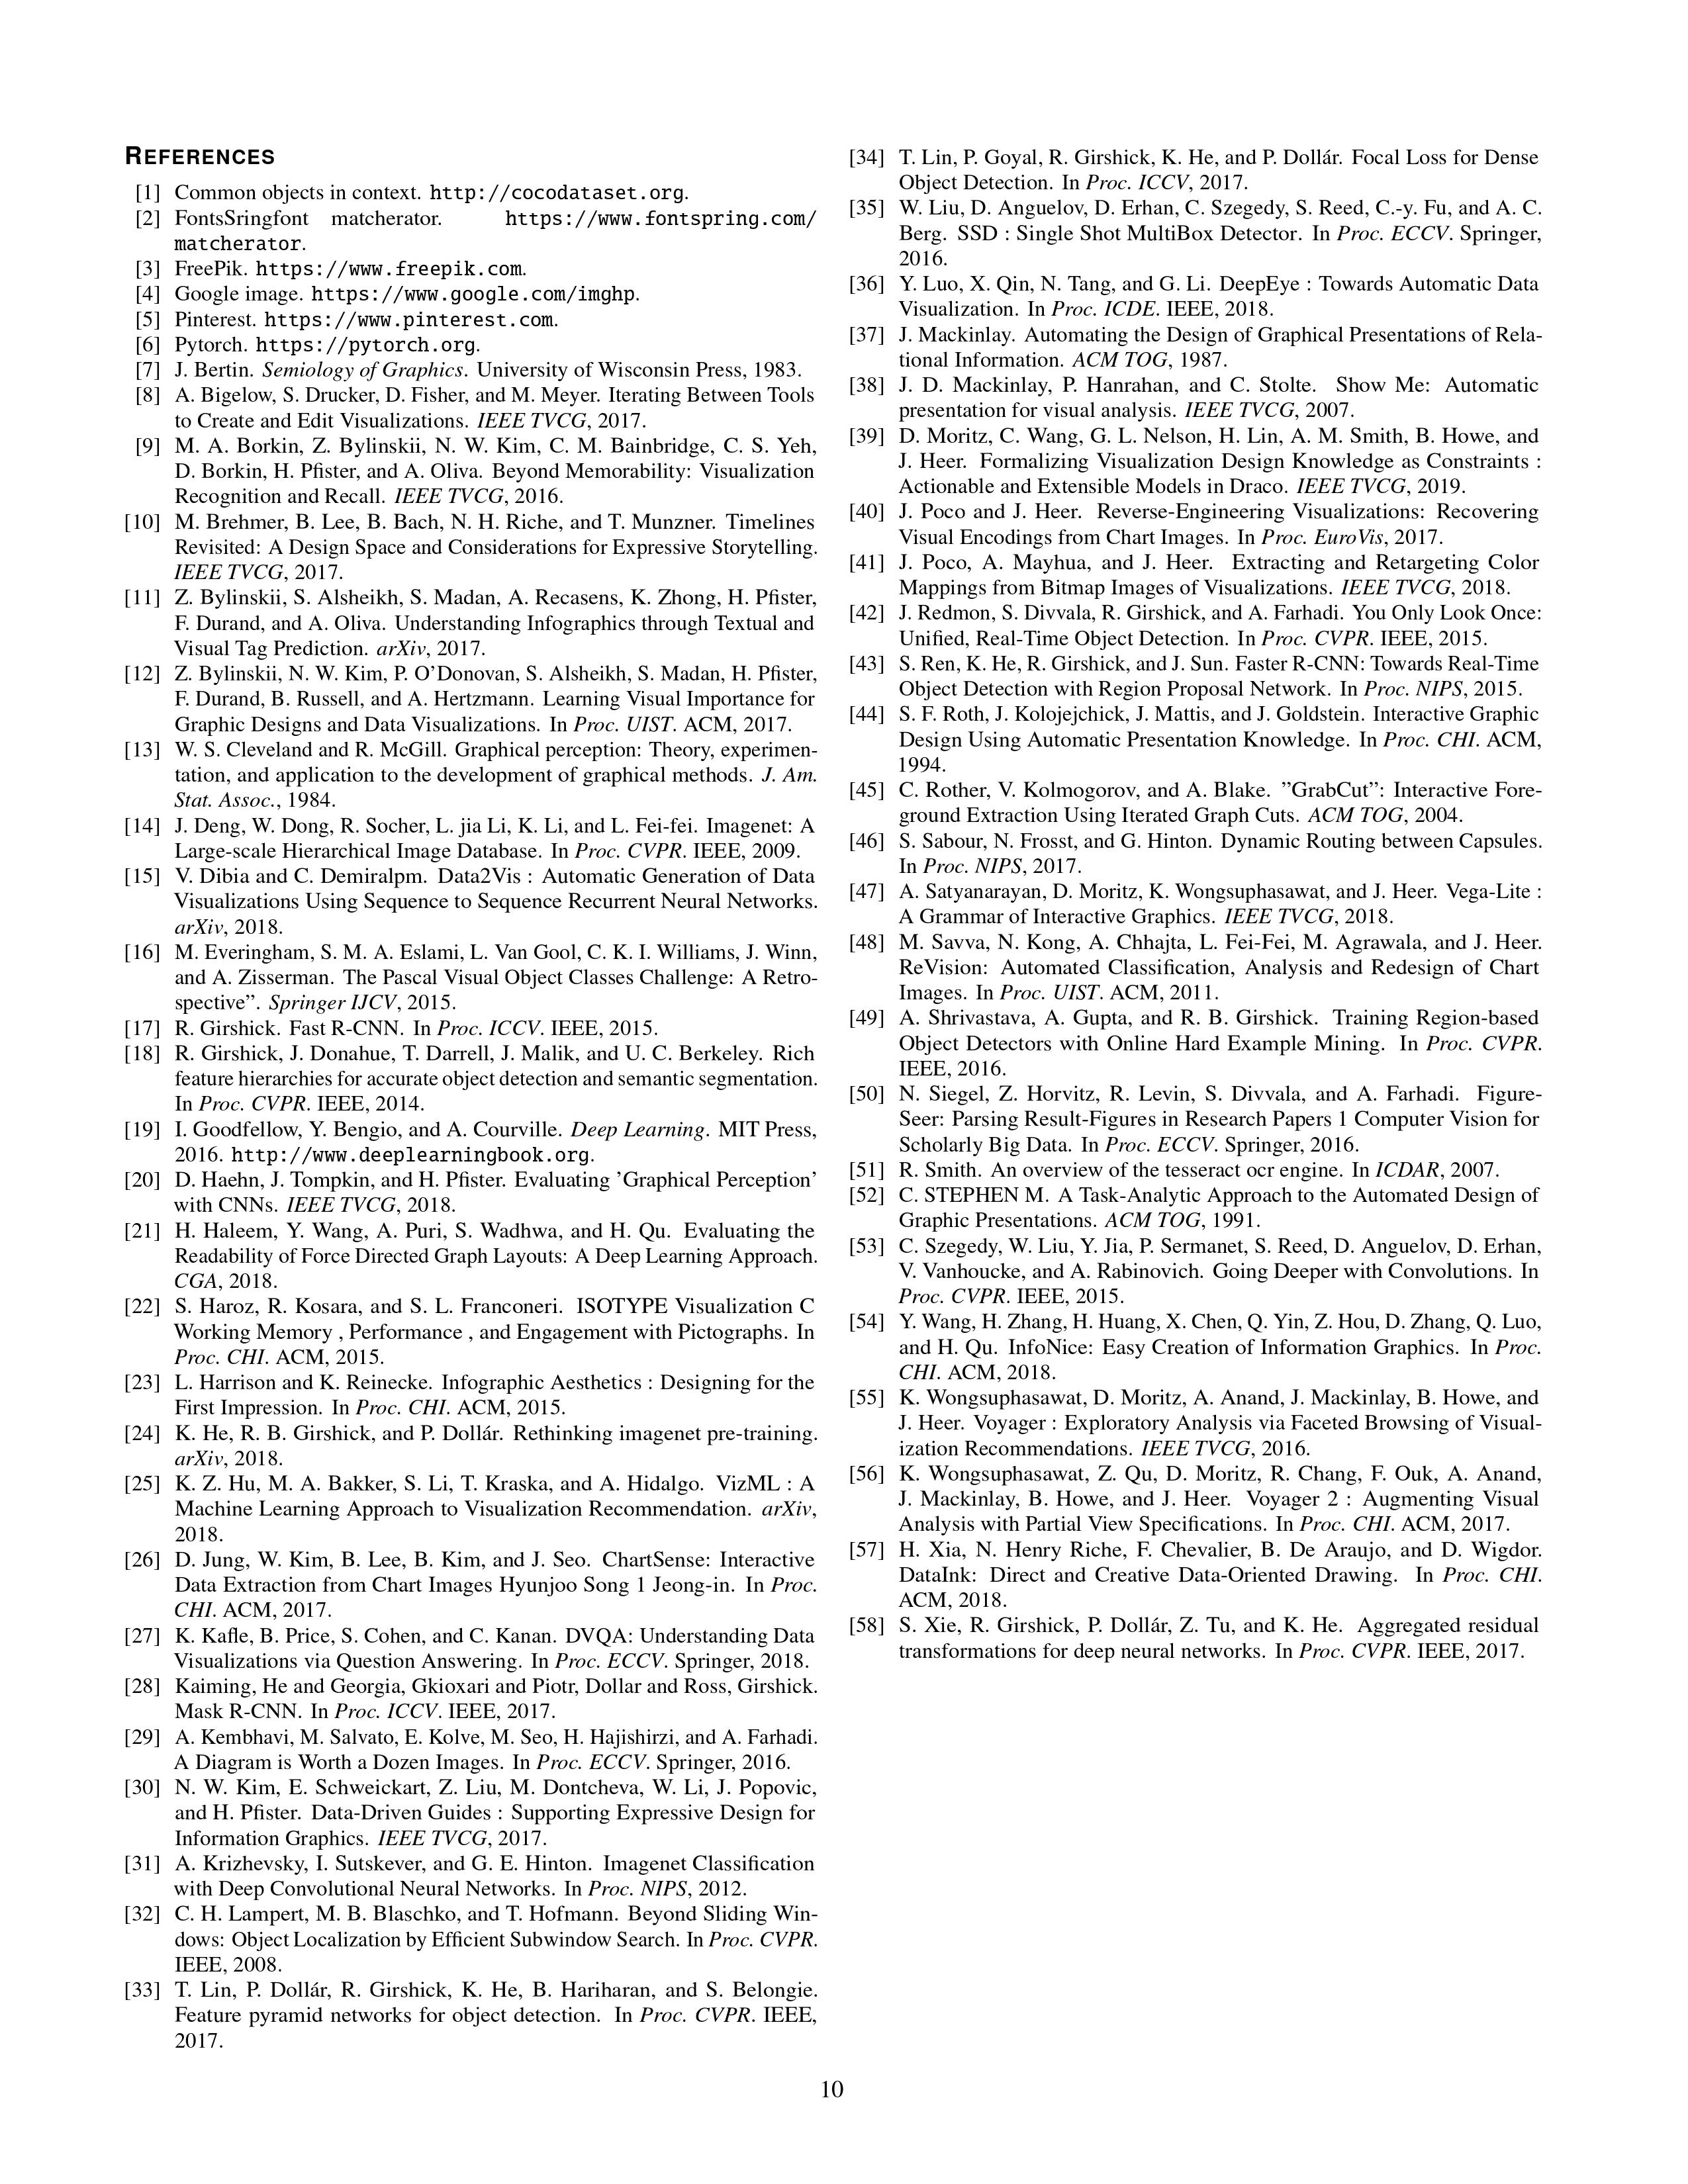 REFERENCES
[1] Common objects in context. http://cocodataset.org.
[2] FontsSringfont matcherator. https://www.fontspring.com/
matcherator.
[3] FreePik. https://www.freepik.com.
[4] Google image. https://www.google.com/imghp.
[5] Pinterest. https://www.pinterest.com.
[6] Pytorch. https://pytorch.org.
[7] J. Bertin. Semiology of Graphics. University of Wisconsin Press, 1983.
[8] A. Bigelow, S. Drucker, D. Fisher, and M. Meyer. Iterating Between Tools
to Create and Edit Visualizations. IEEE TVCG, 2017.
[9] M. A. Borkin, Z. Bylinskii, N. W. Kim, C. M. Bainbridge, C. S. Yeh,
D. Borkin, H. Pfister, and A. Oliva. Beyond Memorability: Visualization
Recognition and Recall. IEEE TVCG, 2016.
[10] M. Brehmer, B. Lee, B. Bach, N. H. Riche, and T. Munzner. Timelines
Revisited: A Design Space and Considerations for Expressive Storytelling.
IEEE TVCG, 2017.
[11] Z. Bylinskii, S. Alsheikh, S. Madan, A. Recasens, K. Zhong, H. Pfister,
F. Durand, and A. Oliva. Understanding Infographics through Textual and
Visual Tag Prediction. arXiv, 2017.
[12] Z. Bylinskii, N. W. Kim, P. O'Donovan, S. Alsheikh, S. Madan, H. Pfister,
F. Durand, B. Russell, and A. Hertzmann. Learning Visual Importance for
Graphic Designs and Data Visualizations. In Proc. UIST. ACM, 2017.
[13] W. S. Cleveland and R. McGill. Graphical perception: Theory, experimen-
tation, and application to the development of graphical methods. J. Am.
Stat. Assoc., 1984.
[14] J. Deng, W. Dong, R. Socher, L. jia Li, K. Li, and L. Fei-fei. Imagenet: A
Large-scale Hierarchical Image Database. In Proc. CVPR. IEEE, 2009.
[15] V. Dibia and C. Demiralpm. Data2Vis : Automatic Generation of Data
Visualizations Using Sequence to Sequence Recurrent Neural Networks.
arXiv, 2018.
[16] M. Everingham, S. M. A. Eslami, L. Van Gool, C. K. I. Williams, J. Winn,
and A. Zisserman. The Pascal Visual Object Classes Challenge: A Retro-
spective”. Springer IJCV, 2015.
[17] R. Girshick. Fast R-CNN. In Proc. ICCV. IEEE, 2015.
[18] R. Girshick, J. Donahue, T. Darrell, J. Malik, and U. C. Berkeley. Rich
feature hierarchies for accurate object detection and semantic segmentation.
In Proc. CVPR. IEEE, 2014.
[19] I. Goodfellow, Y. Bengio, and A. Courville. Deep Learning. MIT Press,
2016. http://www.deeplearningbook.org.
[20] D. Haehn, J. Tompkin, and H. Pfister. Evaluating ’Graphical Perception’
with CNNs. IEEE TVCG, 2018.
[21] H. Haleem, Y. Wang, A. Puri, S. Wadhwa, and H. Qu. Evaluating the
Readability of Force Directed Graph Layouts: A Deep Learning Approach.
CGA, 2018.
[22] S. Haroz, R. Kosara, and S. L. Franconeri. ISOTYPE Visualization C
Working Memory , Performance , and Engagement with Pictographs. In
Proc. CHI. ACM, 2015.
[23] L. Harrison and K. Reinecke. Infographic Aesthetics : Designing for the
First Impression. In Proc. CHI. ACM, 2015.
[24] K. He, R. B. Girshick, and P. Dollár. Rethinking imagenet pre-training.
arXiv, 2018.
[25] K. Z. Hu, M. A. Bakker, S. Li, T. Kraska, and A. Hidalgo. VizML : A
Machine Learning Approach to Visualization Recommendation. arXiv,
2018.
[26] D. Jung, W. Kim, B. Lee, B. Kim, and J. Seo. ChartSense: Interactive
Data Extraction from Chart Images Hyunjoo Song 1 Jeong-in. In Proc.
CHI. ACM, 2017.
[27] K. Kafle, B. Price, S. Cohen, and C. Kanan. DVQA: Understanding Data
Visualizations via Question Answering. In Proc. ECCV. Springer, 2018.
[28] Kaiming, He and Georgia, Gkioxari and Piotr, Dollar and Ross, Girshick.
Mask R-CNN. In Proc. ICCV. IEEE, 2017.
[29] A. Kembhavi, M. Salvato, E. Kolve, M. Seo, H. Hajishirzi, and A. Farhadi.
A Diagram is Worth a Dozen Images. In Proc. ECCV. Springer, 2016.
[30] N. W. Kim, E. Schweickart, Z. Liu, M. Dontcheva, W. Li, J. Popovic,
and H. Pfister. Data-Driven Guides : Supporting Expressive Design for
Information Graphics. IEEE TVCG, 2017.
[31] A. Krizhevsky, I. Sutskever, and G. E. Hinton. Imagenet Classification
with Deep Convolutional Neural Networks. In Proc. NIPS, 2012.
[32] C. H. Lampert, M. B. Blaschko, and T. Hofmann. Beyond Sliding Win-
dows: Object Localization by Efficient Subwindow Search. In Proc. CVPR.
IEEE, 2008.
[33] T. Lin, P. Dollár, R. Girshick, K. He, B. Hariharan, and S. Belongie.
Feature pyramid networks for object detection. In Proc. CVPR. IEEE,
2017.
[34] T. Lin, P. Goyal, R. Girshick, K. He, and P. Dollár. Focal Loss for Dense
Object Detection. In Proc. ICCV, 2017.
[35] W. Liu, D. Anguelov, D. Erhan, C. Szegedy, S. Reed, C.-y. Fu, and A. C.
Berg. SSD : Single Shot MultiBox Detector. In Proc. ECCV. Springer,
2016.
[36] Y. Luo, X. Qin, N. Tang, and G. Li. DeepEye : Towards Automatic Data
Visualization. In Proc. ICDE. IEEE, 2018.
[37] J. Mackinlay. Automating the Design of Graphical Presentations of Rela-
tional Information. ACM TOG, 1987.
[38] J. D. Mackinlay, P. Hanrahan, and C. Stolte. Show Me: Automatic
presentation for visual analysis. IEEE TVCG, 2007.
[39] D. Moritz, C. Wang, G. L. Nelson, H. Lin, A. M. Smith, B. Howe, and
J. Heer. Formalizing Visualization Design Knowledge as Constraints :
Actionable and Extensible Models in Draco. IEEE TVCG, 2019.
[40] J. Poco and J. Heer. Reverse-Engineering Visualizations: Recovering
Visual Encodings from Chart Images. In Proc. EuroVis, 2017.
[41] J. Poco, A. Mayhua, and J. Heer. Extracting and Retargeting Color
Mappings from Bitmap Images of Visualizations. IEEE TVCG, 2018.
[42] J. Redmon, S. Divvala, R. Girshick, and A. Farhadi. You Only Look Once:
Unified, Real-Time Object Detection. In Proc. CVPR. IEEE, 2015.
[43] S. Ren, K. He, R. Girshick, and J. Sun. Faster R-CNN: Towards Real-Time
Object Detection with Region Proposal Network. In Proc. NIPS, 2015.
[44] S. F. Roth, J. Kolojejchick, J. Mattis, and J. Goldstein. Interactive Graphic
Design Using Automatic Presentation Knowledge. In Proc. CHI. ACM,
1994.
[45] C. Rother, V. Kolmogorov, and A. Blake. ”GrabCut”: Interactive Fore-
ground Extraction Using Iterated Graph Cuts. ACM TOG, 2004.
[46] S. Sabour, N. Frosst, and G. Hinton. Dynamic Routing between Capsules.
In Proc. NIPS, 2017.
[47] A. Satyanarayan, D. Moritz, K. Wongsuphasawat, and J. Heer. Vega-Lite :
A Grammar of Interactive Graphics. IEEE TVCG, 2018.
[48] M. Savva, N. Kong, A. Chhajta, L. Fei-Fei, M. Agrawala, and J. Heer.
ReVision: Automated Classification, Analysis and Redesign of Chart
Images. In Proc. UIST. ACM, 2011.
[49] A. Shrivastava, A. Gupta, and R. B. Girshick. Training Region-based
Object Detectors with Online Hard Example Mining. In Proc. CVPR.
IEEE, 2016.
[50] N. Siegel, Z. Horvitz, R. Levin, S. Divvala, and A. Farhadi. Figure-
Seer: Parsing Result-Figures in Research Papers 1 Computer Vision for
Scholarly Big Data. In Proc. ECCV. Springer, 2016.
[51] R. Smith. An overview of the tesseract ocr engine. In ICDAR, 2007.
[52] C. STEPHEN M. A Task-Analytic Approach to the Automated Design of
Graphic Presentations. ACM TOG, 1991.
[53] C. Szegedy, W. Liu, Y. Jia, P. Sermanet, S. Reed, D. Anguelov, D. Erhan,
V. Vanhoucke, and A. Rabinovich. Going Deeper with Convolutions. In
Proc. CVPR. IEEE, 2015.
[54] Y. Wang, H. Zhang, H. Huang, X. Chen, Q. Yin, Z. Hou, D. Zhang, Q. Luo,
and H. Qu. InfoNice: Easy Creation of Information Graphics. In Proc.
CHI. ACM, 2018.
[55] K. Wongsuphasawat, D. Moritz, A. Anand, J. Mackinlay, B. Howe, and
J. Heer. Voyager : Exploratory Analysis via Faceted Browsing of Visual-
ization Recommendations. IEEE TVCG, 2016.
[56] K. Wongsuphasawat, Z. Qu, D. Moritz, R. Chang, F. Ouk, A. Anand,
J. Mackinlay, B. Howe, and J. Heer. Voyager 2 : Augmenting Visual
Analysis with Partial View Specifications. In Proc. CHI. ACM, 2017.
[57] H. Xia, N. Henry Riche, F. Chevalier, B. De Araujo, and D. Wigdor.
DataInk: Direct and Creative Data-Oriented Drawing. In Proc. CHI.
ACM, 2018.
[58] S. Xie, R. Girshick, P. Dollár, Z. Tu, and K. He. Aggregated residual
transformations for deep neural networks. In Proc. CVPR. IEEE, 2017.
10